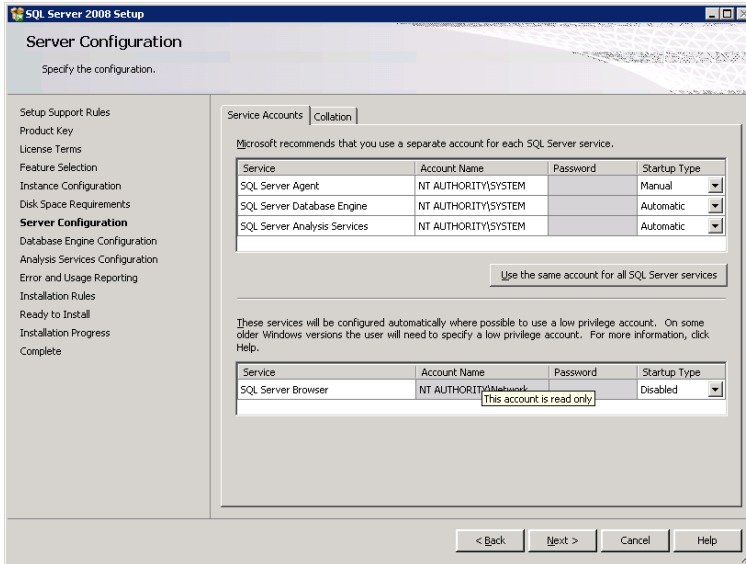 SQL Server 2008 Setup
Server Configuration
Specify the configuration.
Setup Support Rules
Product Key
License Terms
Feature Selection
Instance Configuration
Disk Space Requirements
Server Configuration
Database Engine Configuration
Analysis Services Configuration
Error and Usage Reporting
Installation Rules
Ready to Install
Installation Progress
Complete
Service Accounts Collation
Microsoft recommends that you use a separate account for each SQL Server service.
Service Account Name Password Startup Type
SQL Server Agent NT AUTHORITY\SYSTEM Manual
SQL Server Database Engine NT AUTHORITY\SYSTEM Automatic
SQL Server Analysis Services NT AUTHORITY\SYSTEM Automatic
Use the same account for all SQL Server services
These services will be configured automatically where possible to use a low privilege account. On some
older Windows versions the user will need to specify a low privilege account. For more information, click
Help.
Service Account Name Password Startup Type
SQL Server Browser NT AUTHORITY\Network Disabled
This account is read only
< Back Next > Cancel Help